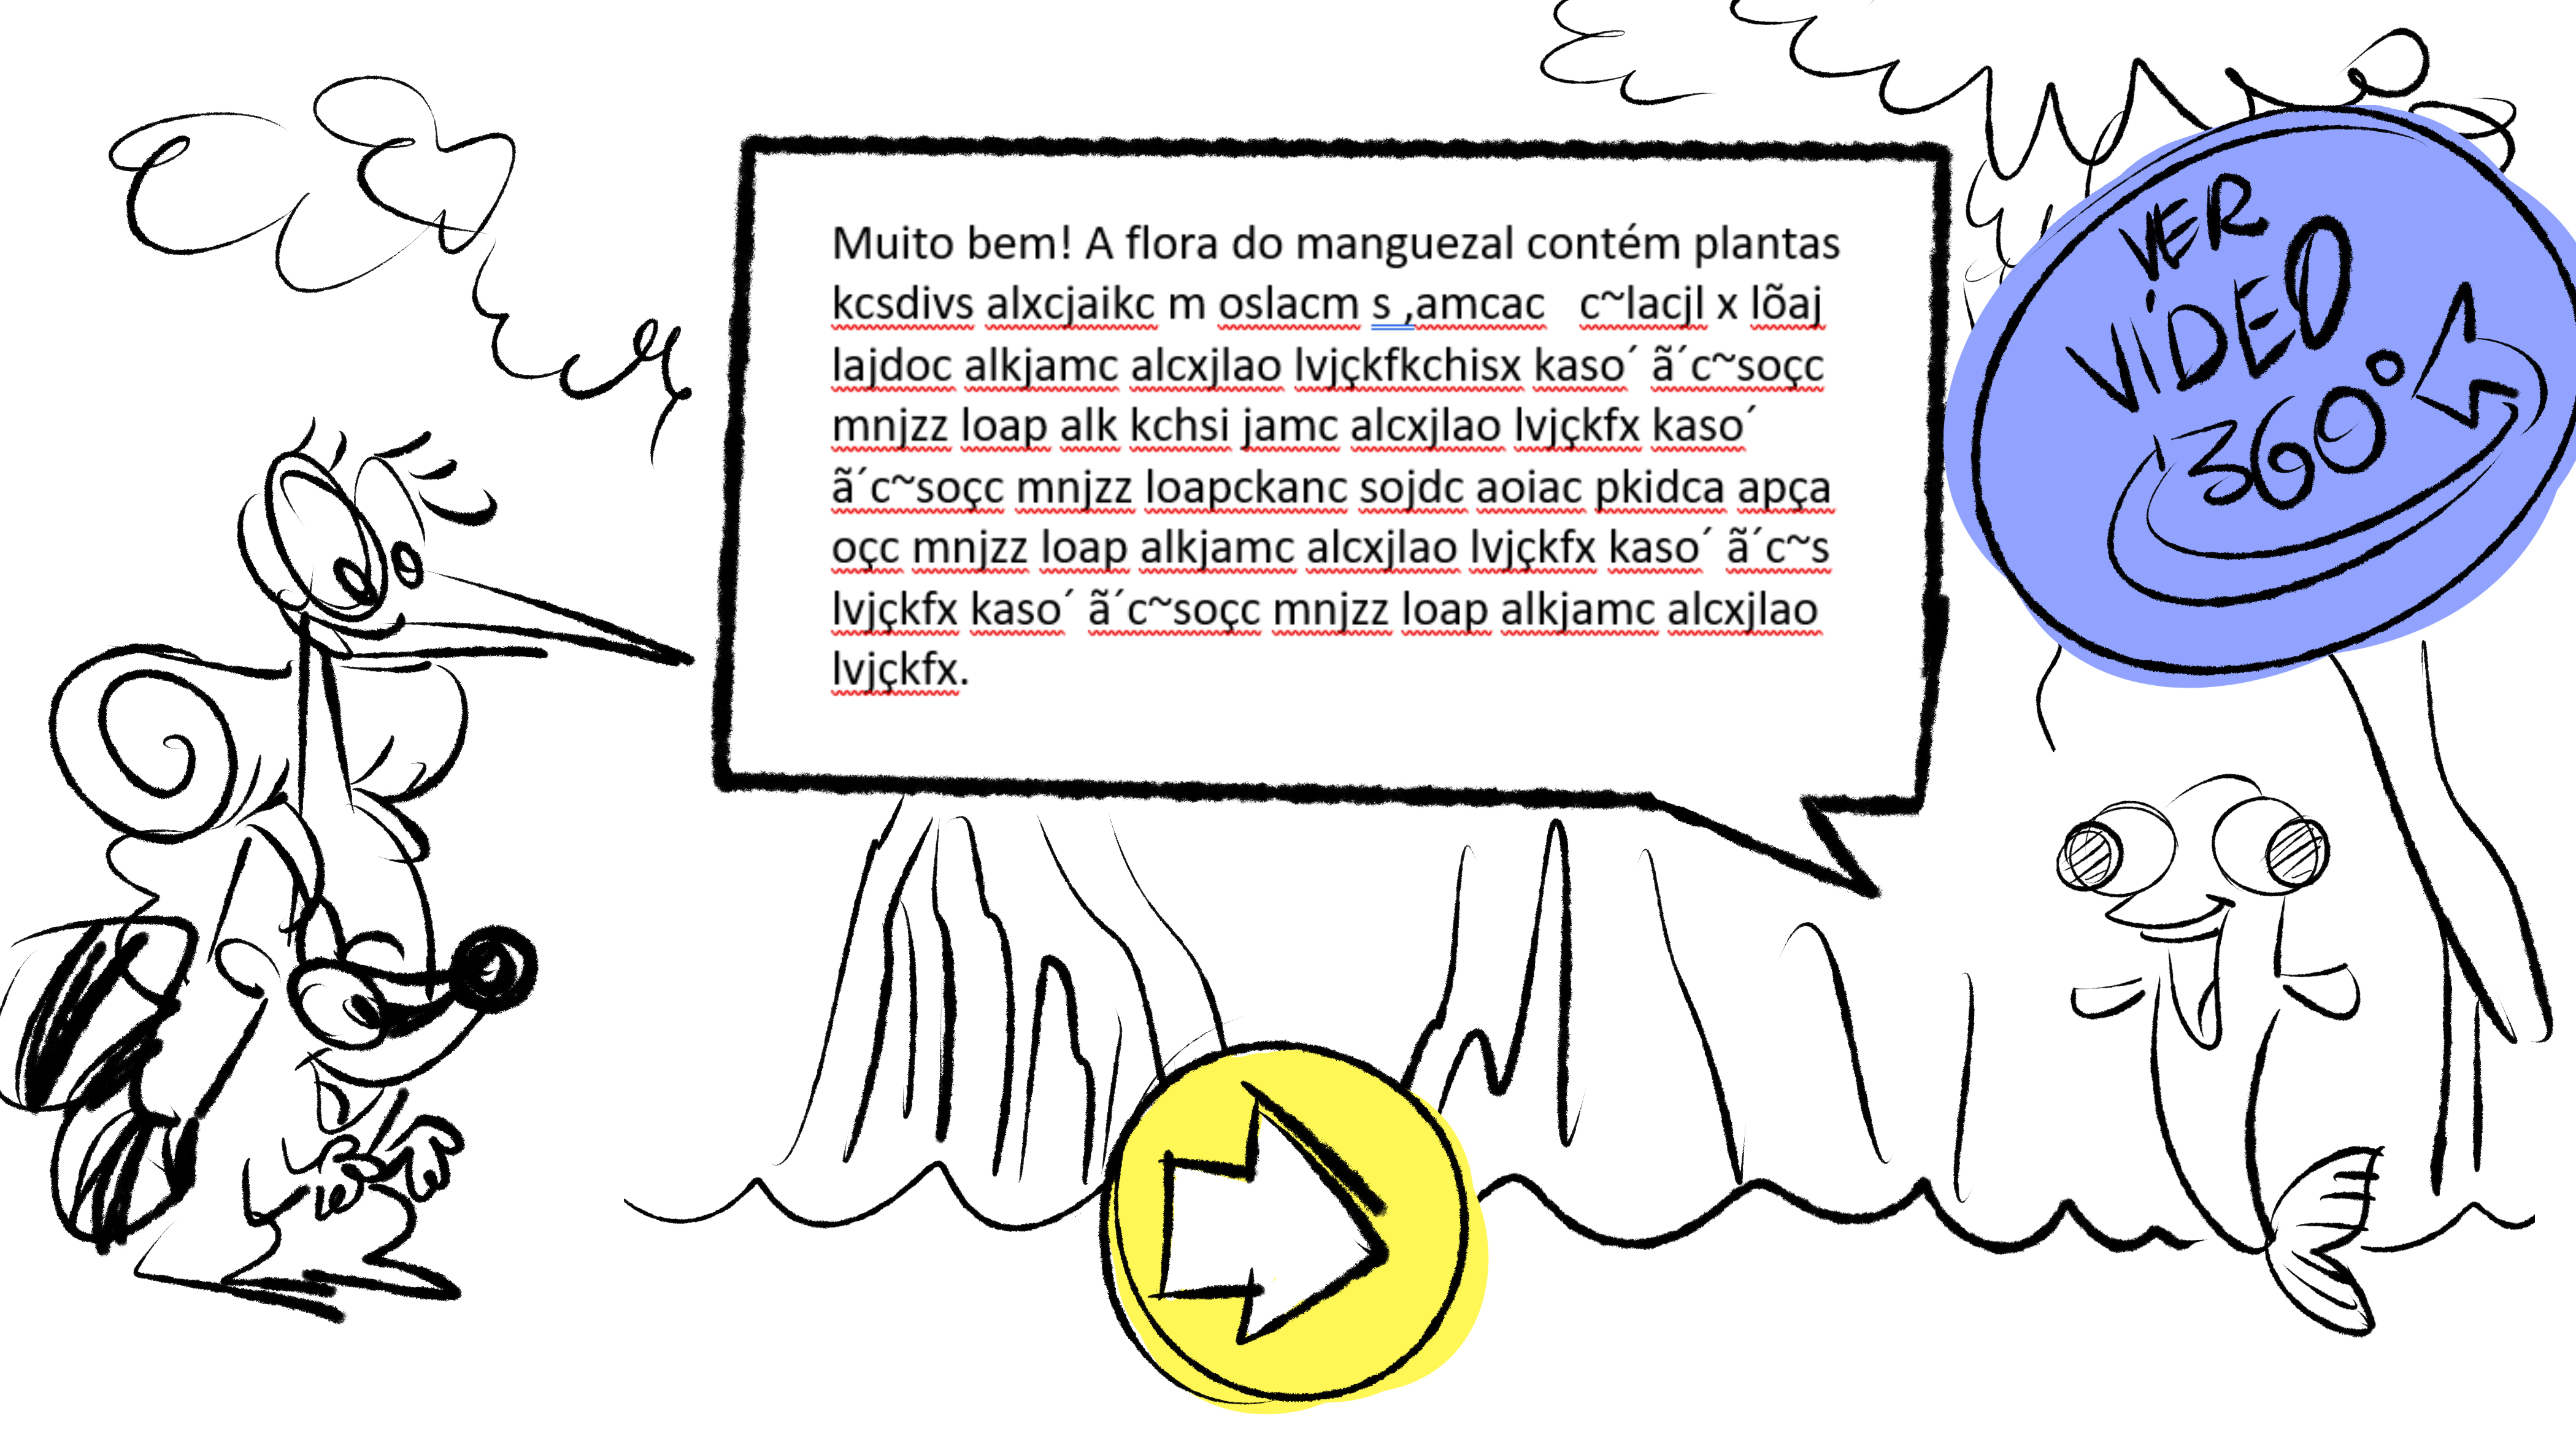 Muito bem! A flora do manguezal contém plantas
kcsdivs alxcjaikc m oslacm s ,amcac c~lacjl x lõaj
lajdoc alkjamc alcxjlao lvjçkfkchisx kaso´ ã´c~soçc
mnjzz loap alk kchsi jamc alcxjlao lvjçkfx kaso´
ã´c~soçc mnjzz loapckanc sojdc aoiac pkidca apça
oçc mnjzz loap alkjamc alcxjlao lvjçkfx kaso´ ã´c~s
lvjçkfx kaso´ ã´c~soçc mnjzz loap alkjamc alcxjlao
lvjçkfx.
VER
VÍDEO
360°